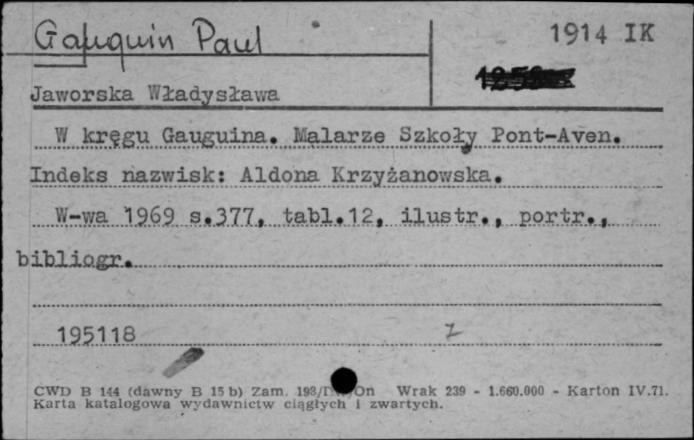 Gauguin Paul
1914 IK
Jaworska Władysława
W kręgu Gauguina. Malarze Szkoły Pont-Aven.
Indeks nazwisk: Aldona Krzyżanowska.
W-wa 1969 s.377, tabl.12, ilustr., portr.,
bibliogr.
195118
z
CWD B 144 (dawny B 15 b) Zam. Wrak 239 - 1.660.000 - Karton IV.71.
Karta katalogowa wydawnictw ciągłych i zwartych.